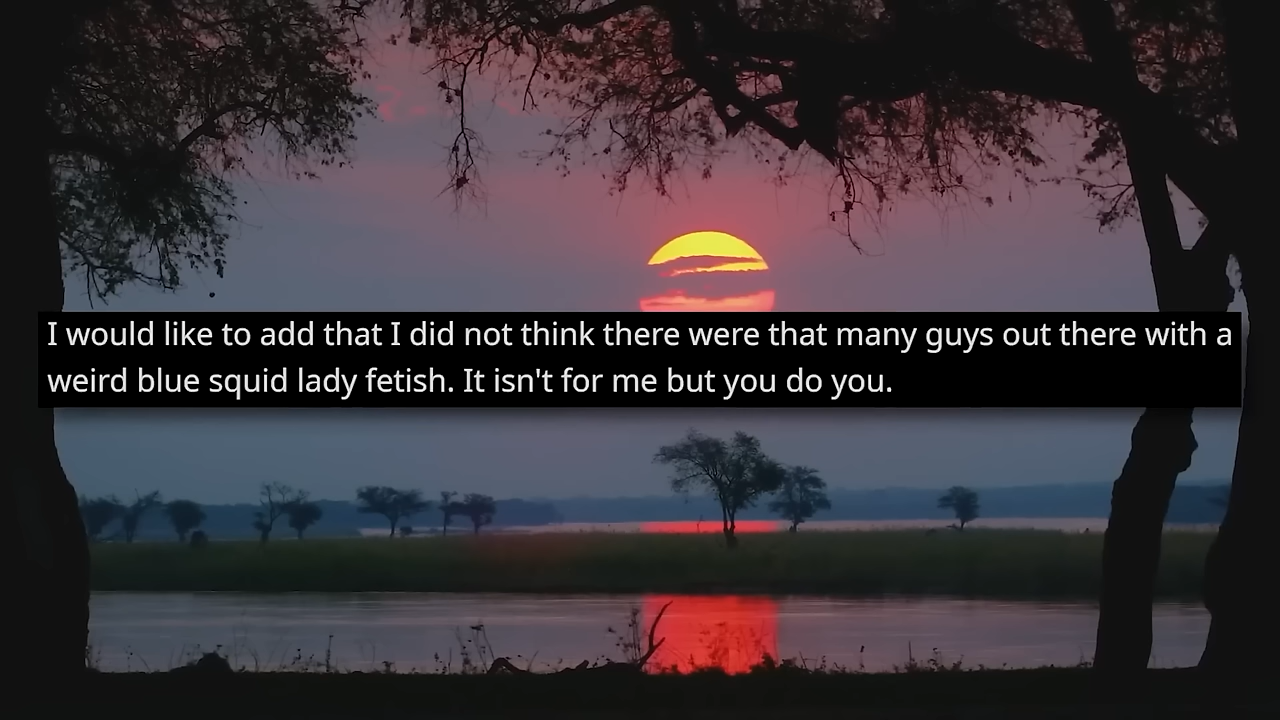 I would like to add that I did not think there were that many guys out there with a
weird blue squid lady fetish. It isn't for me but you do you.